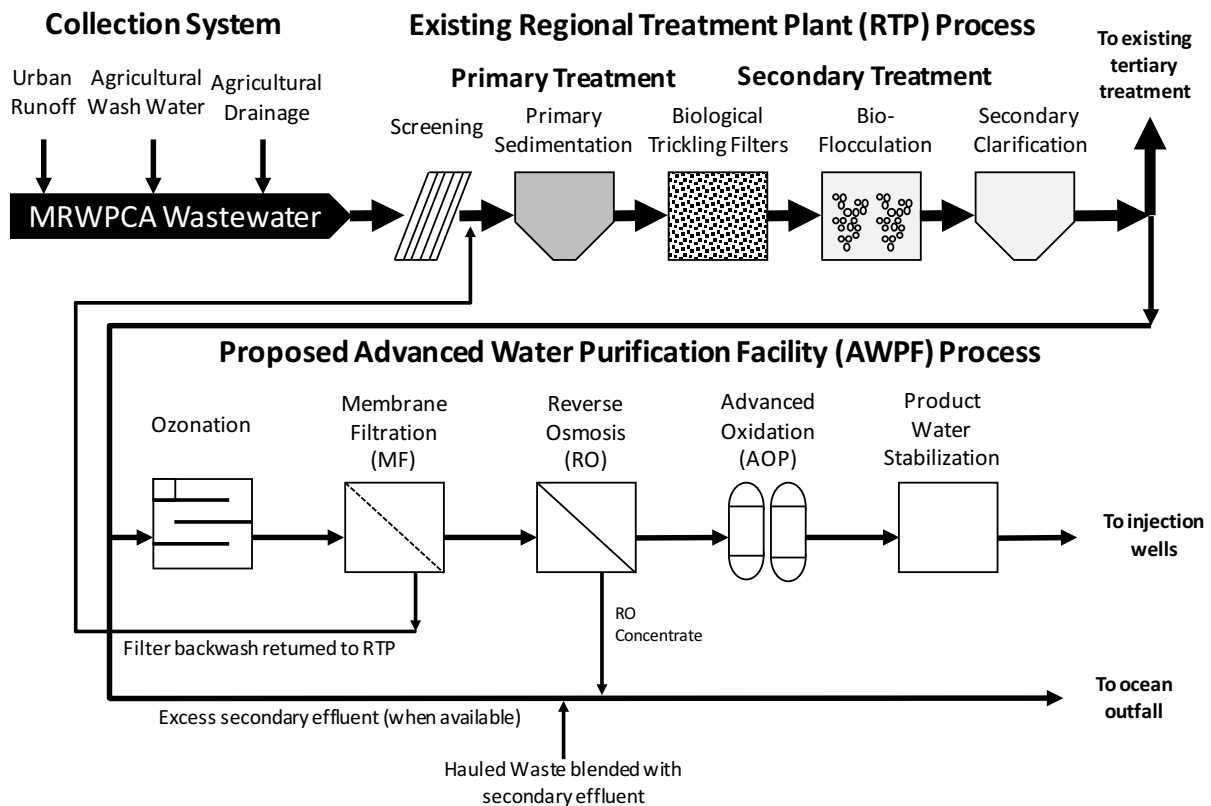 Collection System
Existing Regional Treatment Plant (RTP) Process
To existing
tertiary
treatment
Urban
Runoff
Agricultural
Wash Water
Agricultural
Drainage
Primary Treatment
Secondary Treatment
Screening
Primary
Sedimentation
Biological
Trickling Filters
Bio-
Flocculation
Secondary
Clarification
MRWPCA Wastewater
Proposed Advanced Water Purification Facility (AWPF) Process
Ozonation
Membrane
Filtration
(MF)
Reverse
Osmosis
(RO)
Advanced
Oxidation
(AOP)
Product
Water
Stabilization
To injection
wells
RO
Concentrate
Filter backwash returned to RTP
Excess secondary effluent (when available)
To ocean
outfall
Hauled Waste blended with
secondary effluent